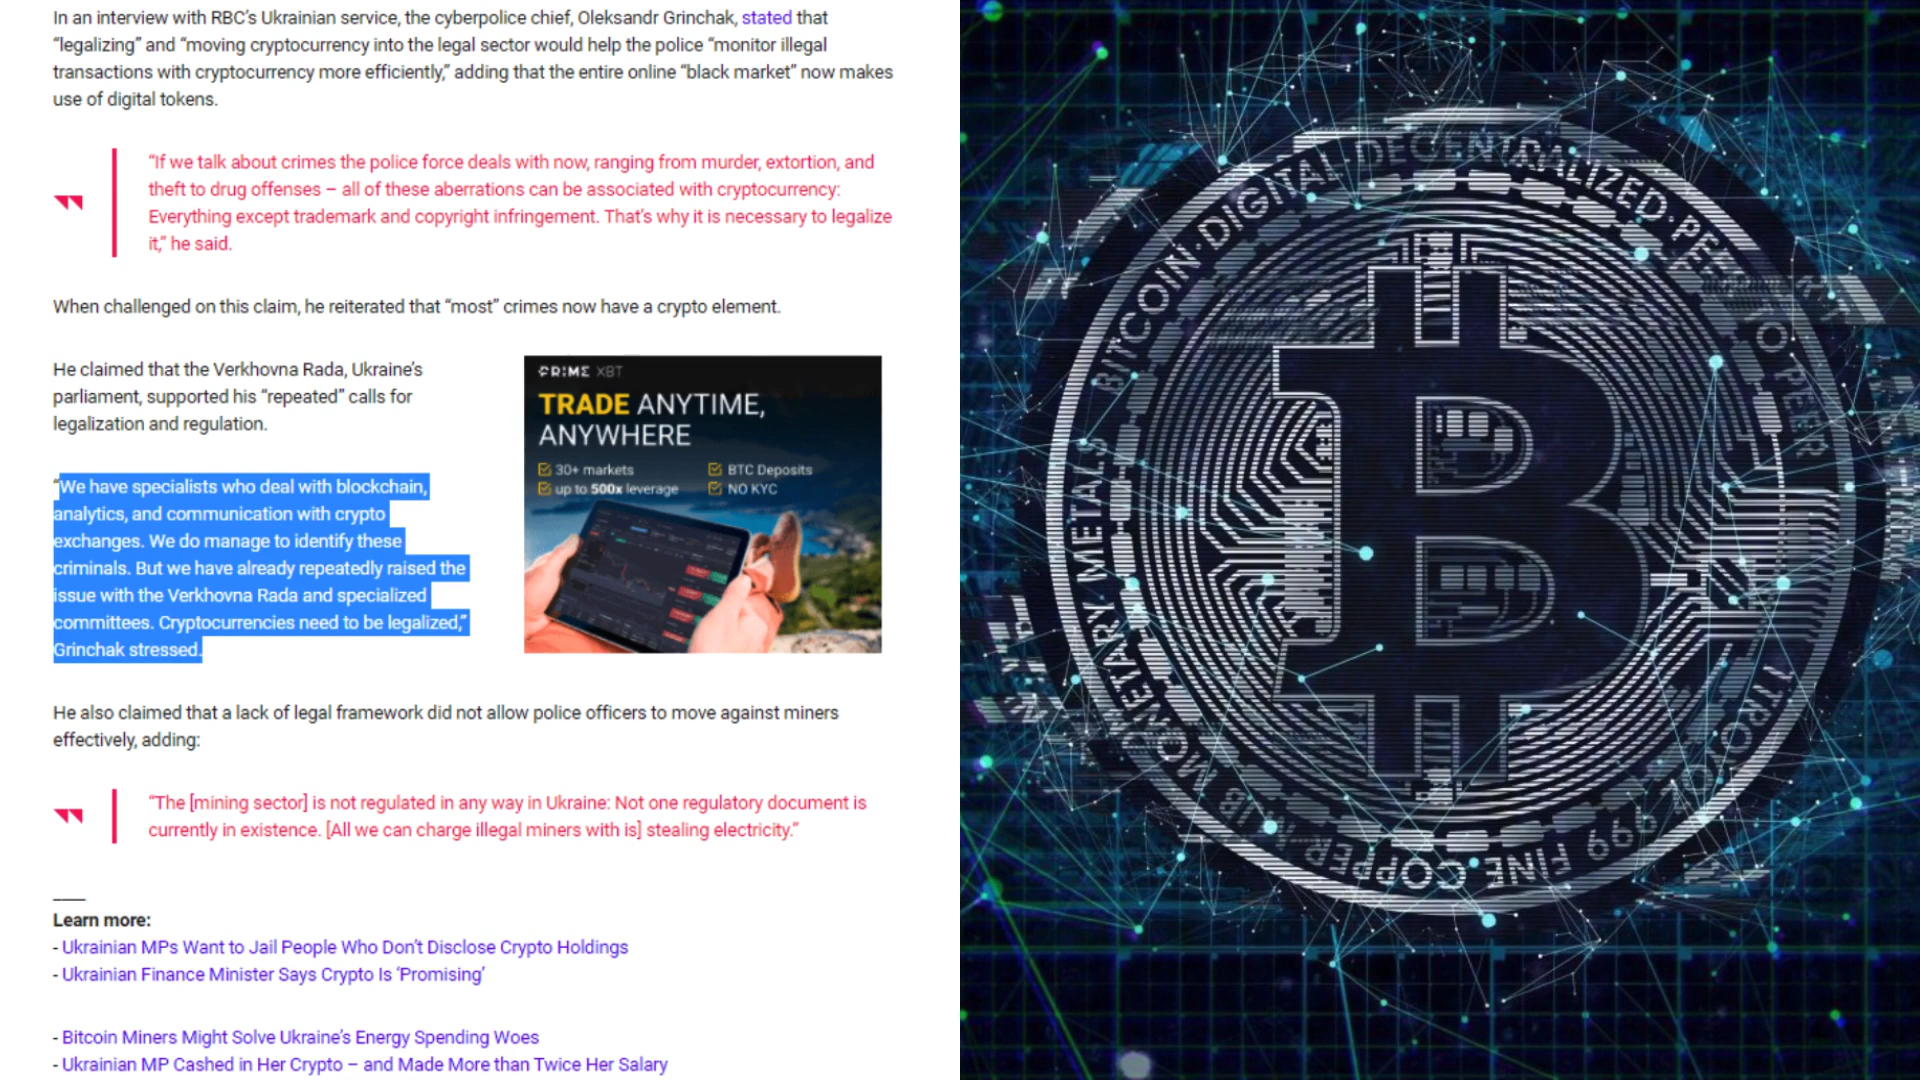 In an interview with RBC’s Ukrainian service, the cyberpolice chief, Oleksandr Grinchak, stated that
“legalizing” and “moving cryptocurrency into the legal sector would help the police “monitor illegal
transactions with cryptocurrency more efficiently,” adding that the entire online “black market” now makes
use of digital tokens.
“If we talk about crimes the police force deals with now, ranging from murder, extortion, and
theft to drug offenses – all of these aberrations can be associated with cryptocurrency:
Everything except trademark and copyright infringement. That’s why it is necessary to legalize
it,” he said.
When challenged on this claim, he reiterated that “most” crimes now have a crypto element.
He claimed that the Verkhovna Rada, Ukraine’s
parliament, supported his “repeated” calls for
legalization and regulation.
“We have specialists who deal with blockchain,
analytics, and communication with crypto
exchanges. We do manage to identify these
criminals. But we have already repeatedly raised the
issue with the Verkhovna Rada and specialized
committees. Cryptocurrencies need to be legalized,”
Grinchak stressed.
PRIME XBT
TRADE ANYTIME,
ANYWHERE
30+ markets
BTC Deposits
up to 500x leverage
NO KYC
He also claimed that a lack of legal framework did not allow police officers to move against miners
effectively, adding:
“The [mining sector] is not regulated in any way in Ukraine: Not one regulatory document is
currently in existence. [All we can charge illegal miners with is] stealing electricity.”
Learn more:
- Ukrainian MPs Want to Jail People Who Don’t Disclose Crypto Holdings
- Ukrainian Finance Minister Says Crypto Is ‘Promising’
- Bitcoin Miners Might Solve Ukraine’s Energy Spending Woes
- Ukrainian MP Cashed in Her Crypto – and Made More than Twice Her Salary
BITCOIN·DIGITAL DECENTRALIZED·PEER TO PEER
999 FINE COPPER
METALS